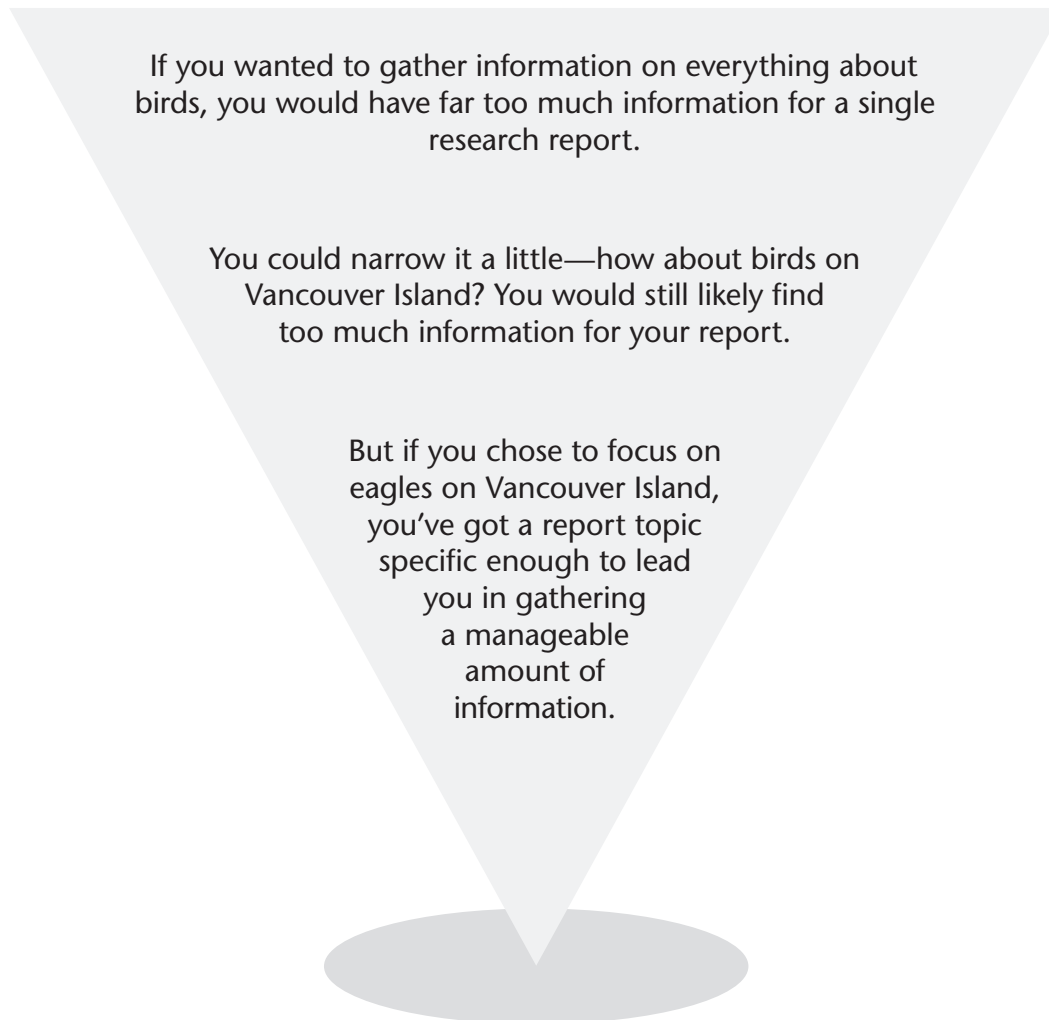 If you wanted to gather information on everything about
birds, you would have far too much information for a single
research report.
You could narrow it a little—how about birds on
Vancouver Island? You would still likely find
too much information for your report.
But if you chose to focus on
eagles on Vancouver Island,
you’ve got a report topic
specific enough to lead
you in gathering
a manageable
amount of
information.